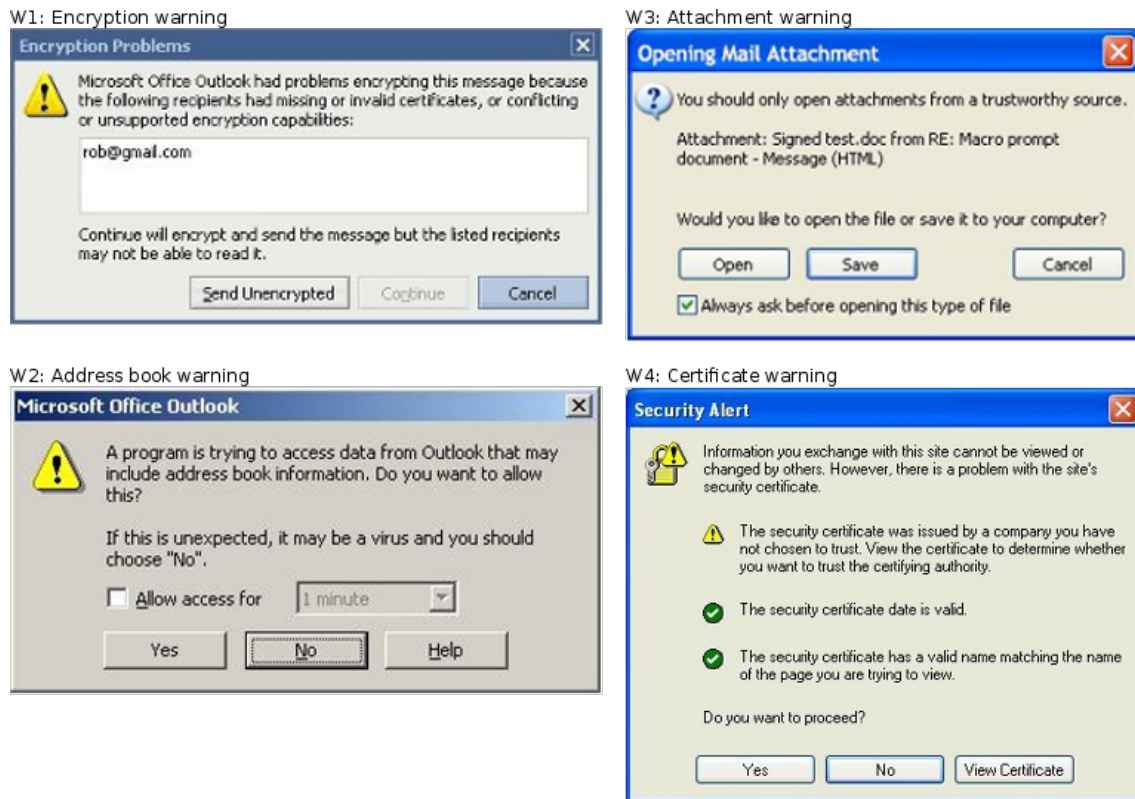 W1: Encryption warning
Encryption Problems
Microsoft Office Outlook had problems encrypting this message because
the following recipients had missing or invalid certificates, or conflicting
or unsupported encryption capabilities:
rob@gmail.com
Continue will encrypt and send the message but the listed recipients
may not be able to read it.
Send Unencrypted
Continue
Cancel
W3: Attachment warning
Opening Mail Attachment
You should only open attachments from a trustworthy source.
Attachment: Signed test.doc from RE: Macro prompt
document - Message (HTML)
Would you like to open the file or save it to your computer?
Open
Save
Cancel
Always ask before opening this type of file
W2: Address book warning
Microsoft Office Outlook
A program is trying to access data from Outlook that may
include address book information. Do you want to allow
this?
If this is unexpected, it may be a virus and you should
choose "No".
Allow access for
1 minute
Yes
No
Help
W4: Certificate warning
Security Alert
Information you exchange with this site cannot be viewed or
changed by others. However, there is a problem with the site's
security certificate.
The security certificate was issued by a company you have
not chosen to trust. View the certificate to determine whether
you want to trust the certifying authority.
The security certificate date is valid.
The security certificate has a valid name matching the name
of the page you are trying to view.
Do you want to proceed?
Yes
No
View Certificate